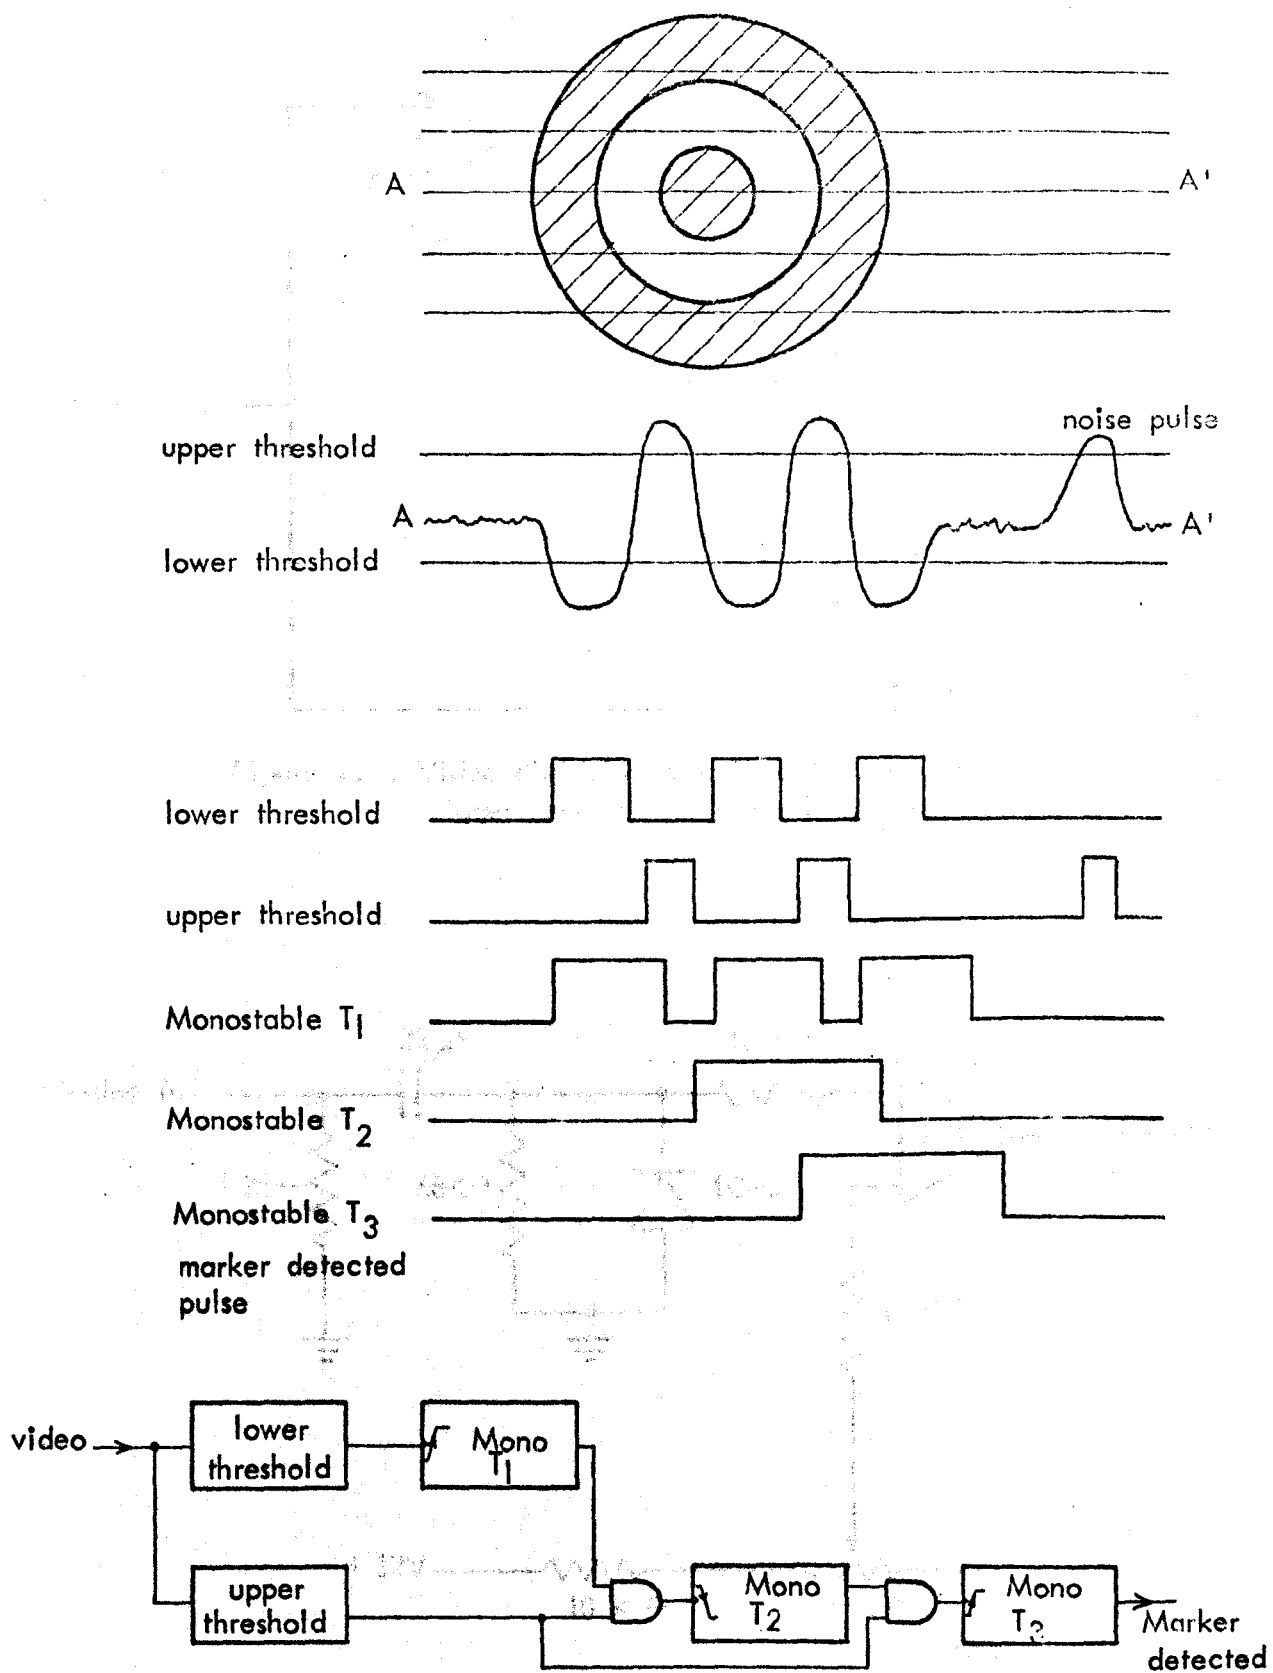 A A'
noise pulse
upper threshold
A A'
lower threshold
lower threshold
upper threshold
Monostable T1
Monostable T2
Monostable T3
marker detected
pulse
video
lower
threshold
Mono
T1
upper
threshold
Mono
T2
Mono
T3
Marker
detected